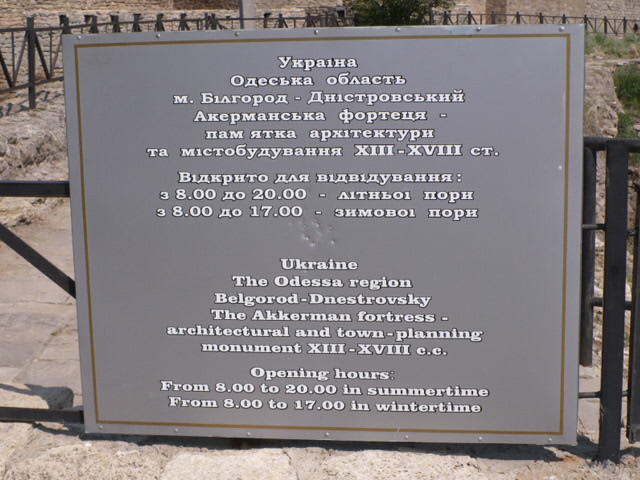 Україна
Одеська область
м. Білгород - Дністровський
Акерманська фортеця -
пам ятка архітектури
та містобудування XIII - XVIII ст.
Відкрито для відвідування :
з 8.00 до 20.00 - літньої пори
з 8.00 до 17.00 - зимової пори
Ukraine
The Odessa region
Belgorod - Dnestrovsky
The Akkerman fortress -
architectural and town - planning
monument XIII - XVIII c.c.
Opening hours:
From 8.00 to 20.00 in summertime
From 8.00 to 17.00 in wintertime